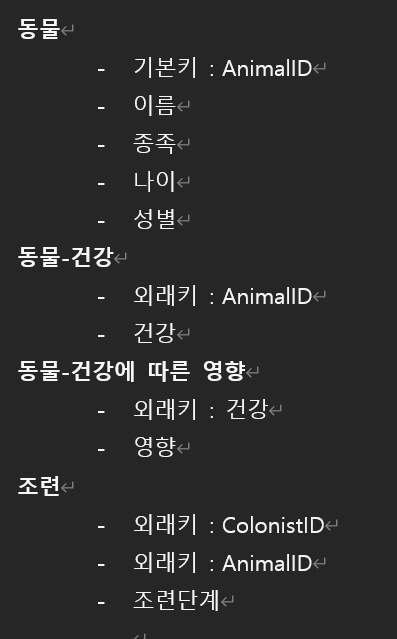 동물
- 기본키 : AnimalID
- 이름
- 종족
- 나이
- 성별
동물-건강
- 외래키 : AnimalID
- 건강
동물-건강에 따른 영향
- 외래키 : 건강
- 영향
조련
- 외래키 : ColonistID
- 외래키 : AnimalID
- 조련단계